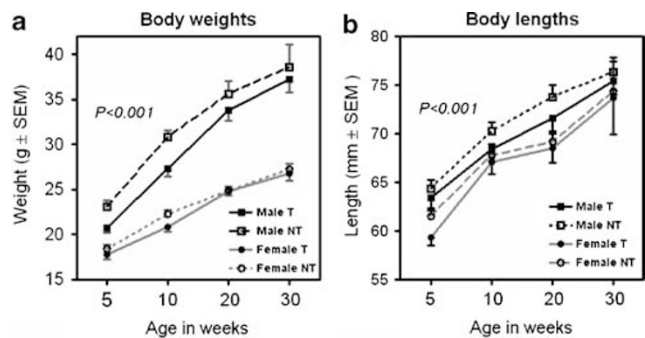 a
Body weights
Weight (g ± SEM)
40
35
30
25
20
15
P<0.001
Male T
Male NT
Female T
Female NT
5 10 20 30
Age in weeks
b
Body lengths
Length (mm ± SEM)
80
75
70
65
60
55
P<0.001
Male T
Male NT
Female T
Female NT
5 10 20 30
Age in weeks